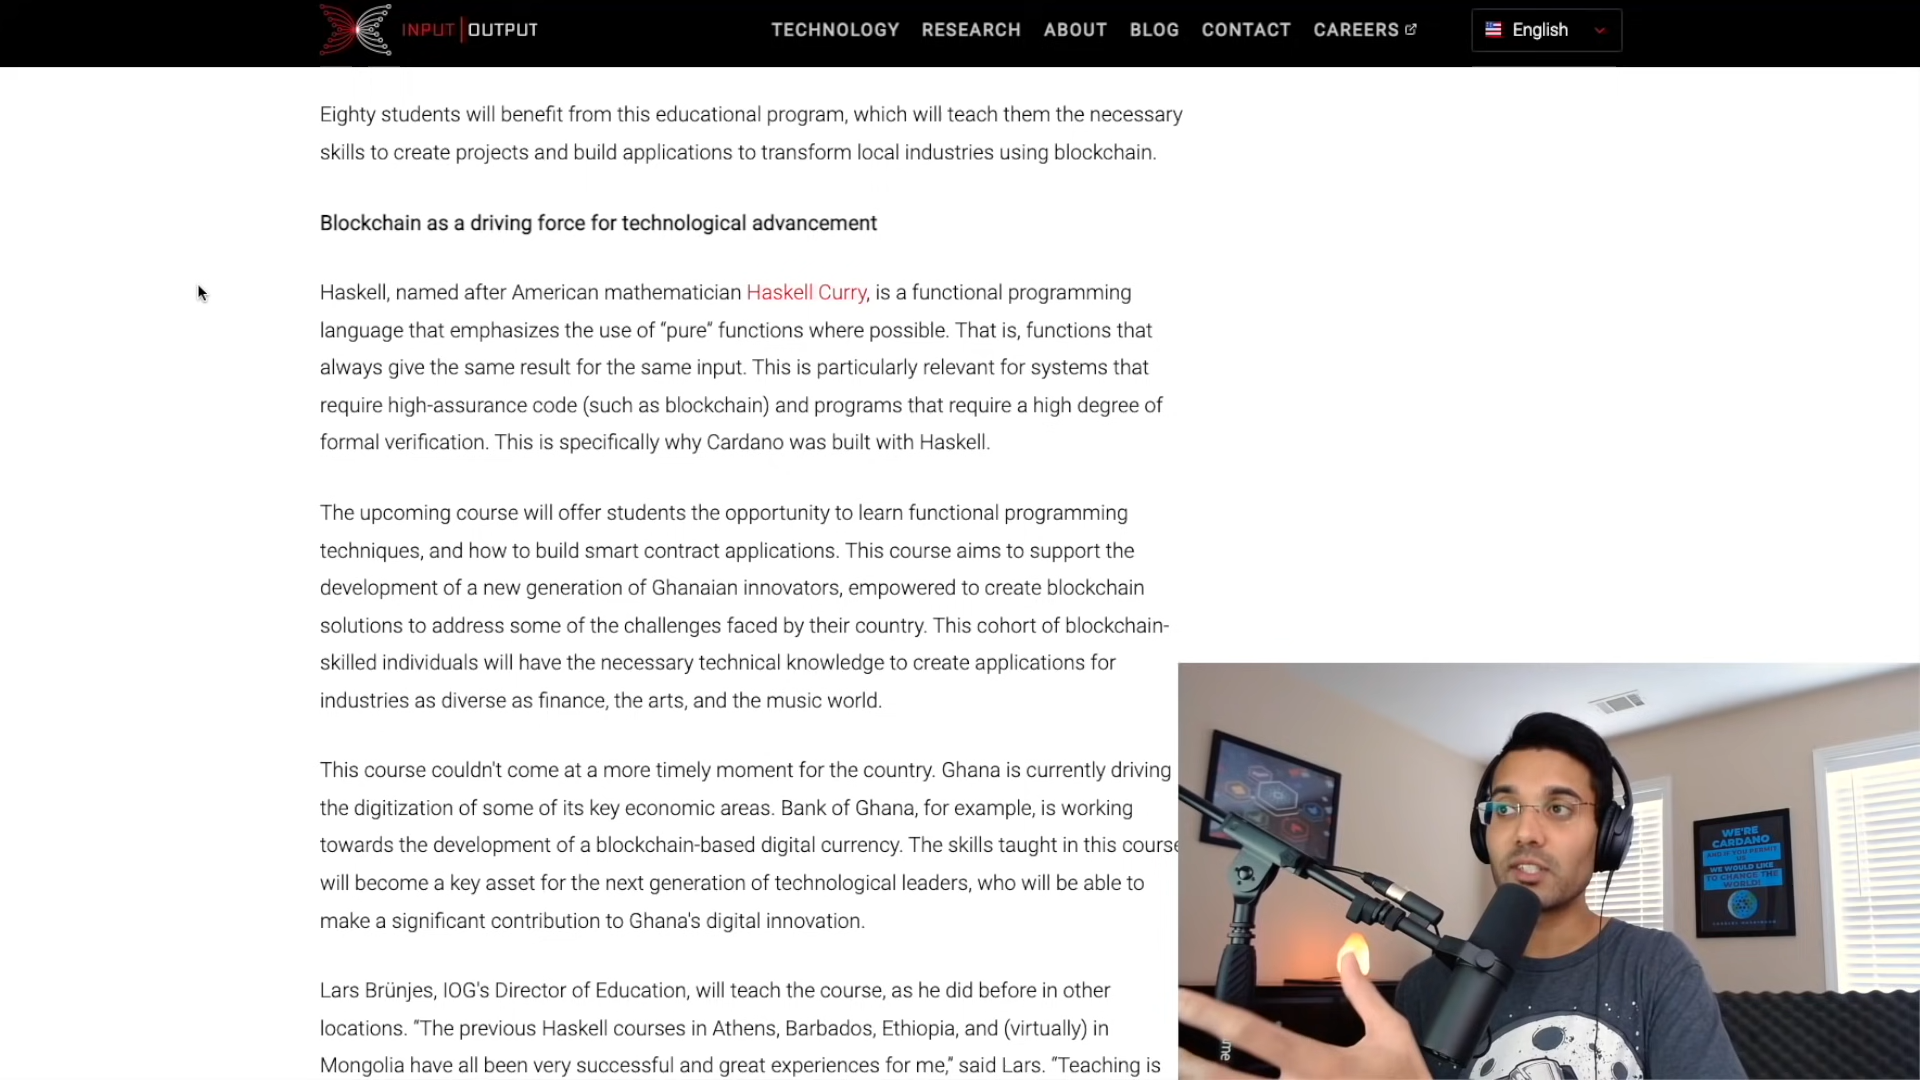 INPUT|OUTPUT
TECHNOLOGY RESEARCH ABOUT BLOG CONTACT CAREERS
English
Eighty students will benefit from this educational program, which will teach them the necessary
skills to create projects and build applications to transform local industries using blockchain.
Blockchain as a driving force for technological advancement
Haskell, named after American mathematician Haskell Curry, is a functional programming
language that emphasizes the use of “pure” functions where possible. That is, functions that
always give the same result for the same input. This is particularly relevant for systems that
require high-assurance code (such as blockchain) and programs that require a high degree of
formal verification. This is specifically why Cardano was built with Haskell.
The upcoming course will offer students the opportunity to learn functional programming
techniques, and how to build smart contract applications. This course aims to support the
development of a new generation of Ghanaian innovators, empowered to create blockchain
solutions to address some of the challenges faced by their country. This cohort of blockchain-
skilled individuals will have the necessary technical knowledge to create applications for
industries as diverse as finance, the arts, and the music world.
This course couldn't come at a more timely moment for the country. Ghana is currently driving
the digitization of some of its key economic areas. Bank of Ghana, for example, is working
towards the development of a blockchain-based digital currency. The skills taught in this course
will become a key asset for the next generation of technological leaders, who will be able to
make a significant contribution to Ghana's digital innovation.
Lars Brünjes, IOG's Director of Education, will teach the course, as he did before in other
locations. “The previous Haskell courses in Athens, Barbados, Ethiopia, and (virtually) in
Mongolia have all been very successful and great experiences for me,” said Lars. “Teaching is
WE'RE
CARDANO
AND IF YOU PERMIT
US
WE WOULD LIKE
TO CHANGE THE
WORLD!